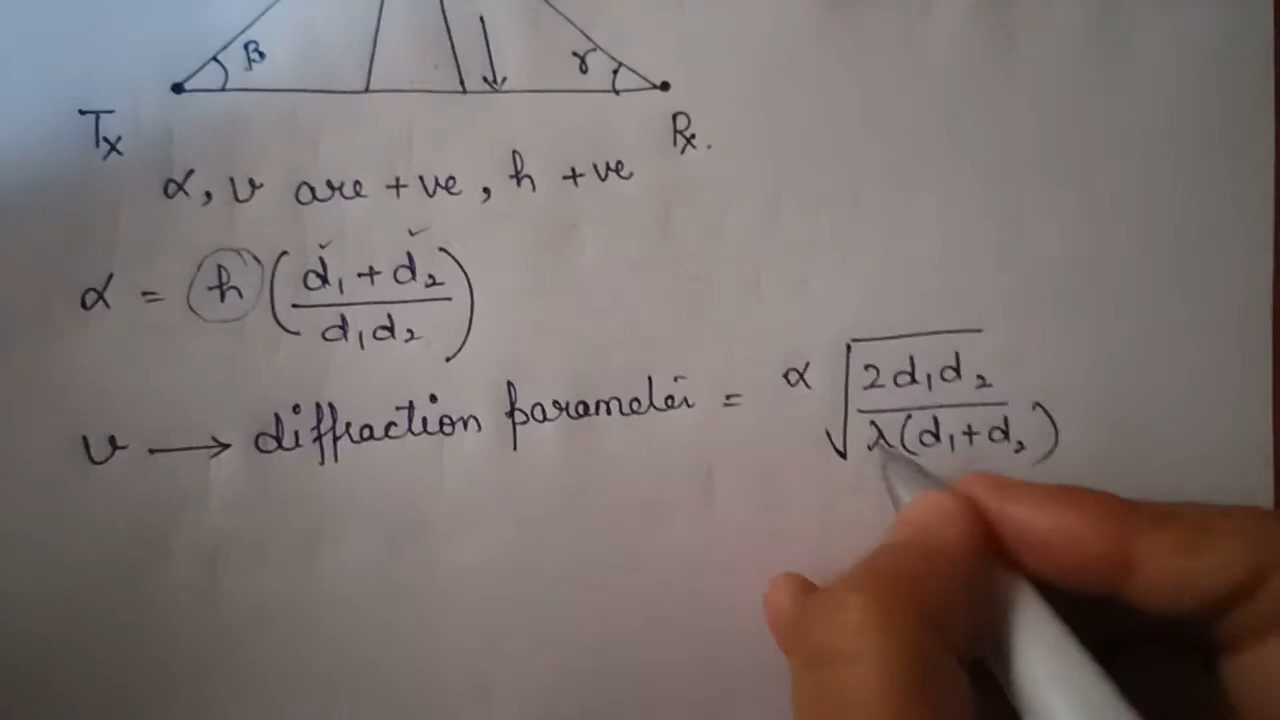 β γ
Tx Rx.
α, v are +ve, h +ve
α = h (d₁ + d₂ / d₁d₂)
v → diffraction parameter = α √(2d₁d₂ / λ(d₁+d₂))